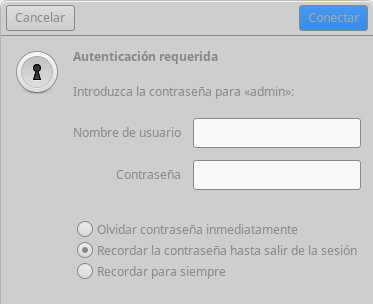 Cancelar
Conectar
Autenticación requerida
Introduzca la contraseña para «admin»:
Nombre de usuario
Contraseña
Olvidar contraseña inmediatamente
Recordar la contraseña hasta salir de la sesión
Recordar para siempre